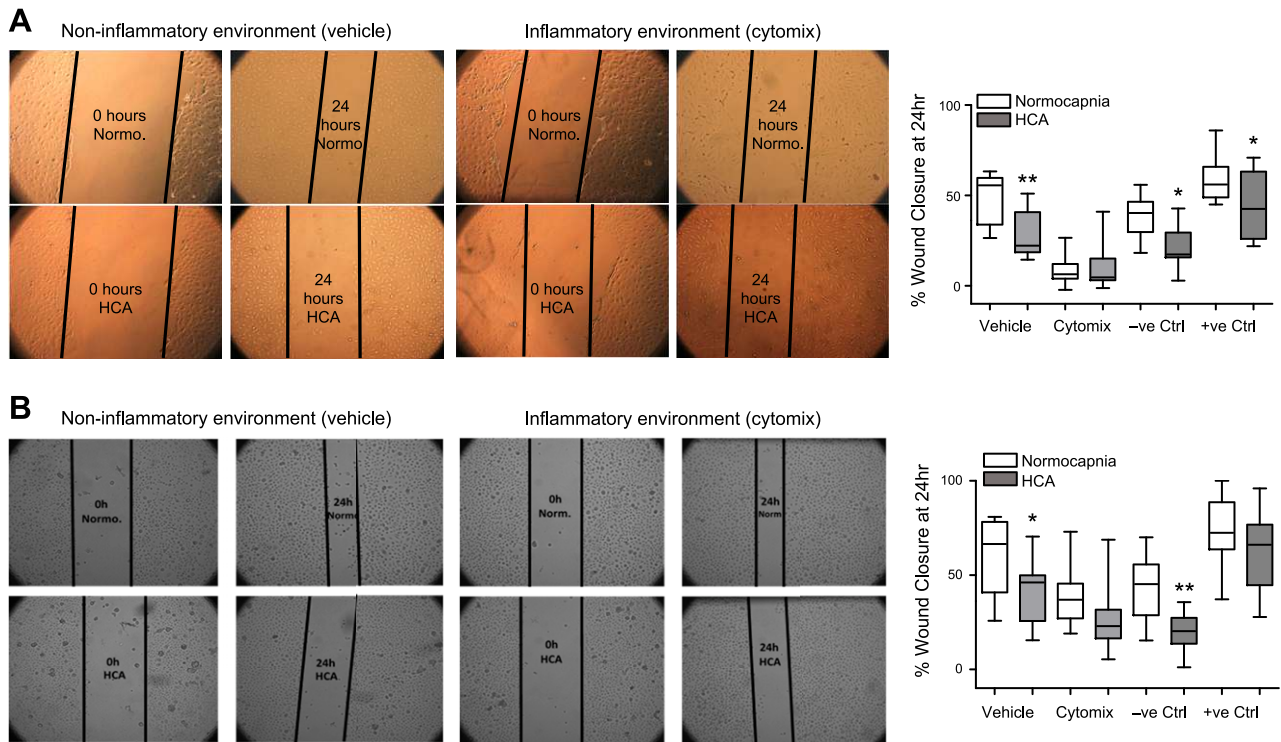 A
Non-inflammatory environment (vehicle)
Inflammatory environment (cytomix)
0 hours
Normo.
24
hours
Normo.
0 hours
Normo.
24
hours
Normo.
0 hours
HCA
24
hours
HCA
0 hours
HCA
24
hours
HCA
Normocapnia
HCA
% Wound Closure at 24hr
100
50
0
**
*
*
Vehicle
Cytomix
–ve Ctrl
+ve Ctrl
B
Non-inflammatory environment (vehicle)
Inflammatory environment (cytomix)
0h
Normo.
24h
Normo
0h
Norm.
24h
Norm
0h
HCA
24h
HCA
0h
HCA
24h
HCA
Normocapnia
HCA
% Wound Closure at 24hr
100
50
0
*
**
Vehicle
Cytomix
–ve Ctrl
+ve Ctrl